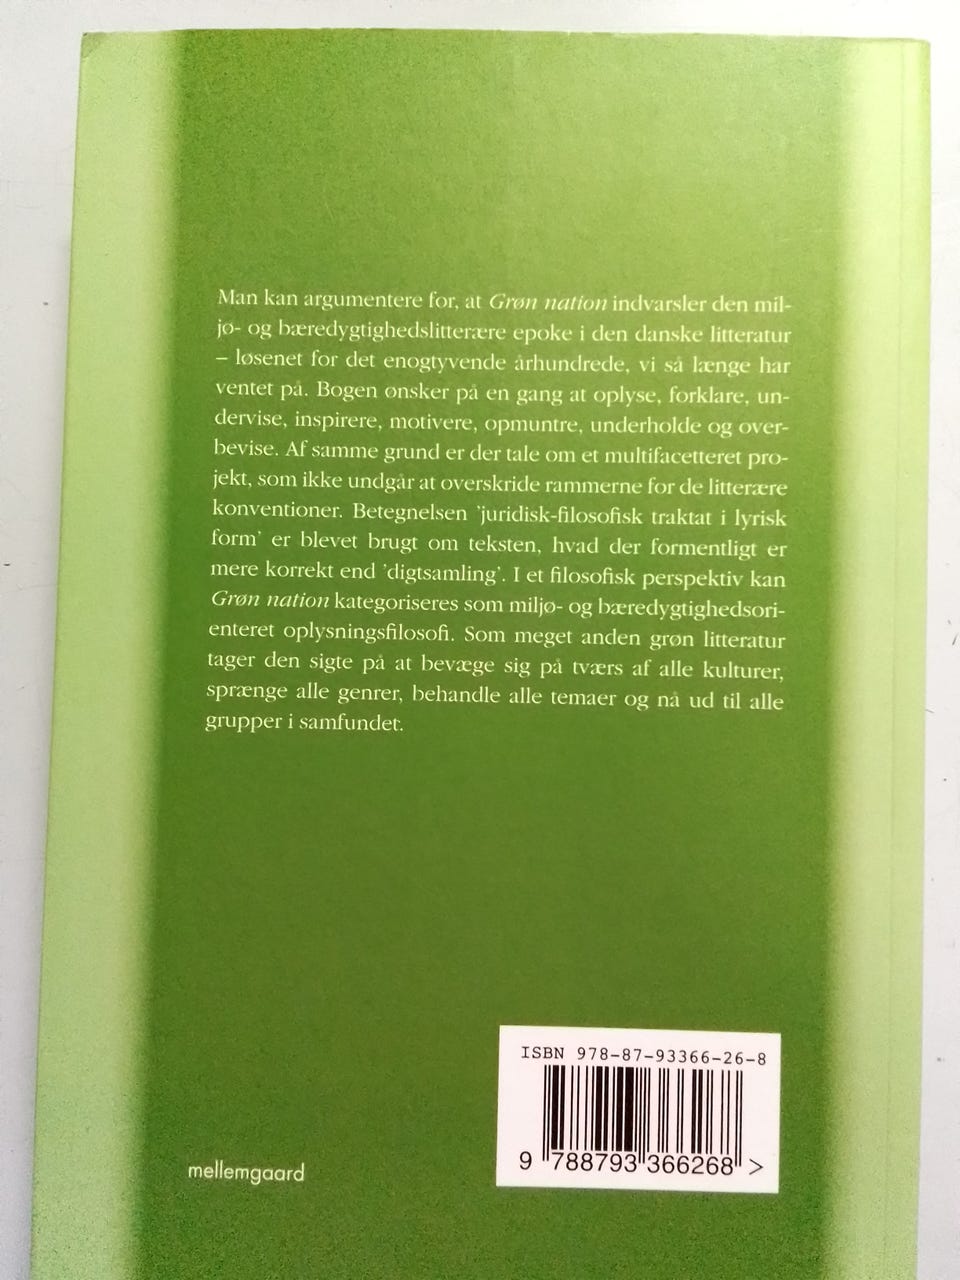 Man kan argumentere for, at Grøn nation indvarsler den mil-
jø- og bæredygtighedslitterære epoke i den danske litteratur
– løsenet for det enogtyvende århundrede, vi så længe har
ventet på. Bogen ønsker på en gang at oplyse, forklare, un-
dervise, inspirere, motivere, opmuntre, underholde og over-
bevise. Af samme grund er der tale om et multifacetteret pro-
jekt, som ikke undgår at overskride rammerne for de litterære
konventioner. Betegnelsen 'juridisk-filosofisk traktat i lyrisk
form' er blevet brugt om teksten, hvad der formentligt er
mere korrekt end 'digtsamling'. I et filosofisk perspektiv kan
Grøn nation kategoriseres som miljø- og bæredygtighedsori-
enteret oplysningsfilosofi. Som meget anden grøn litteratur
tager den sigte på at bevæge sig på tværs af alle kulturer,
sprænge alle genrer, behandle alle temaer og nå ud til alle
grupper i samfundet.
ISBN 978-87-93366-26-8
9 788793 366268 >
mellemgaard